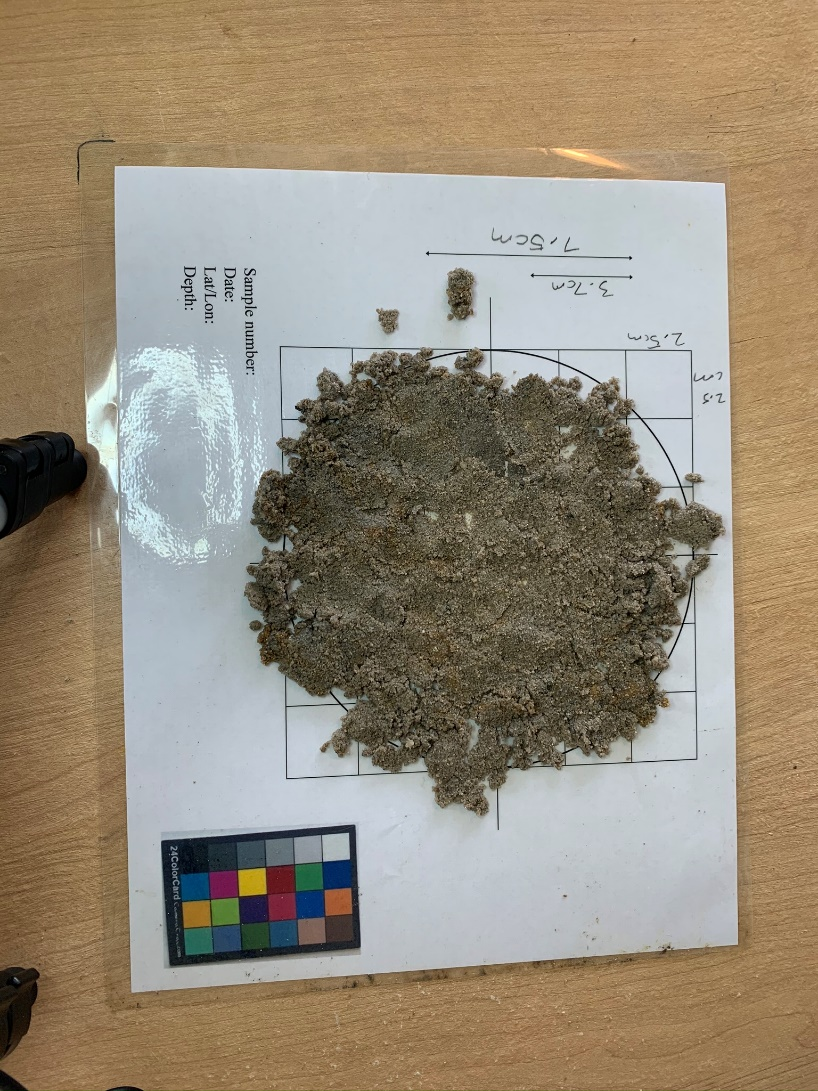 Sample number:
Date:
Lat/Lon:
Depth:
7.5cm
3.7cm
2.5cm
2.5
cm
24ColorCard